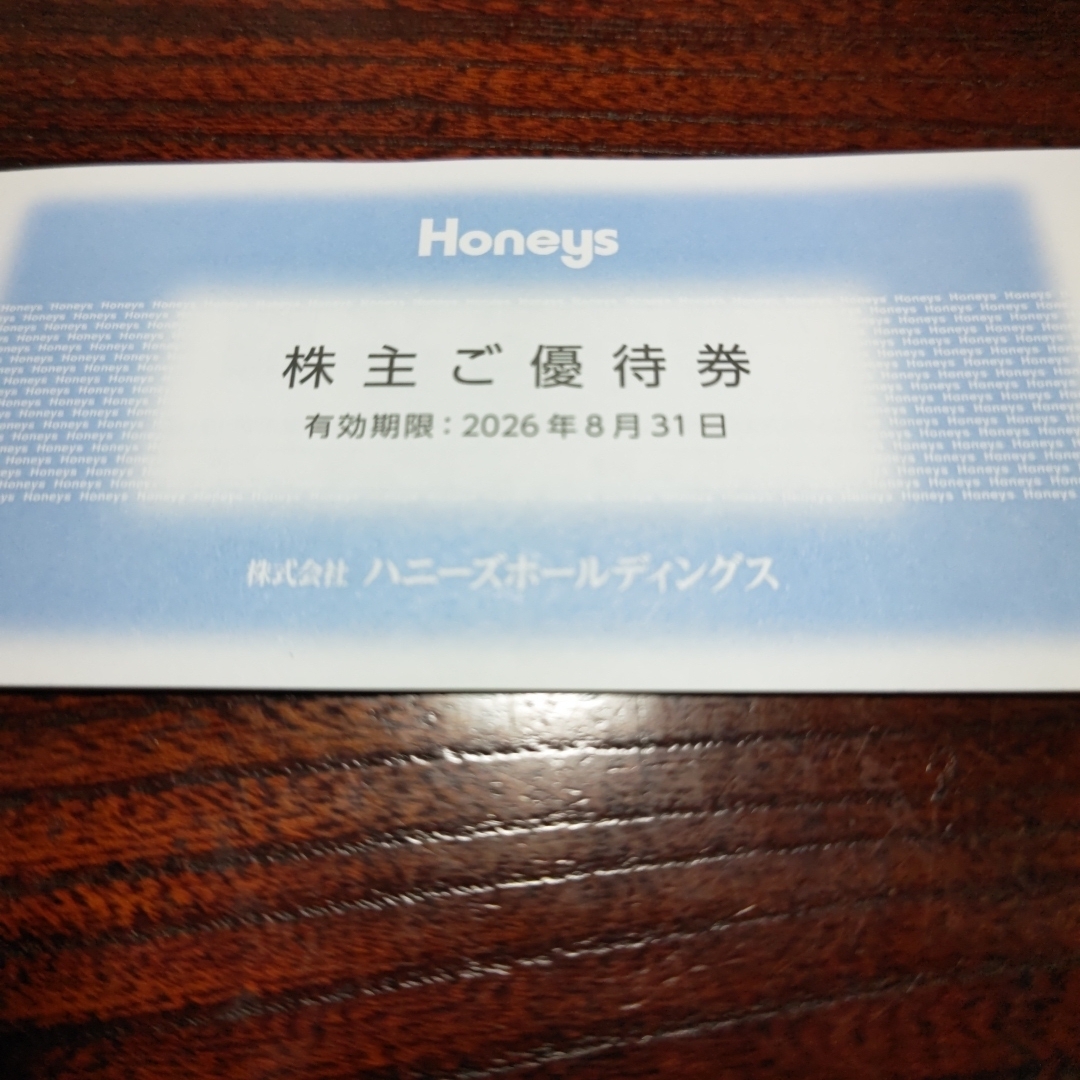 Honeys
株主ご優待券
有効期限：2026年8月31日
株式会社 ハニーズホールディングス